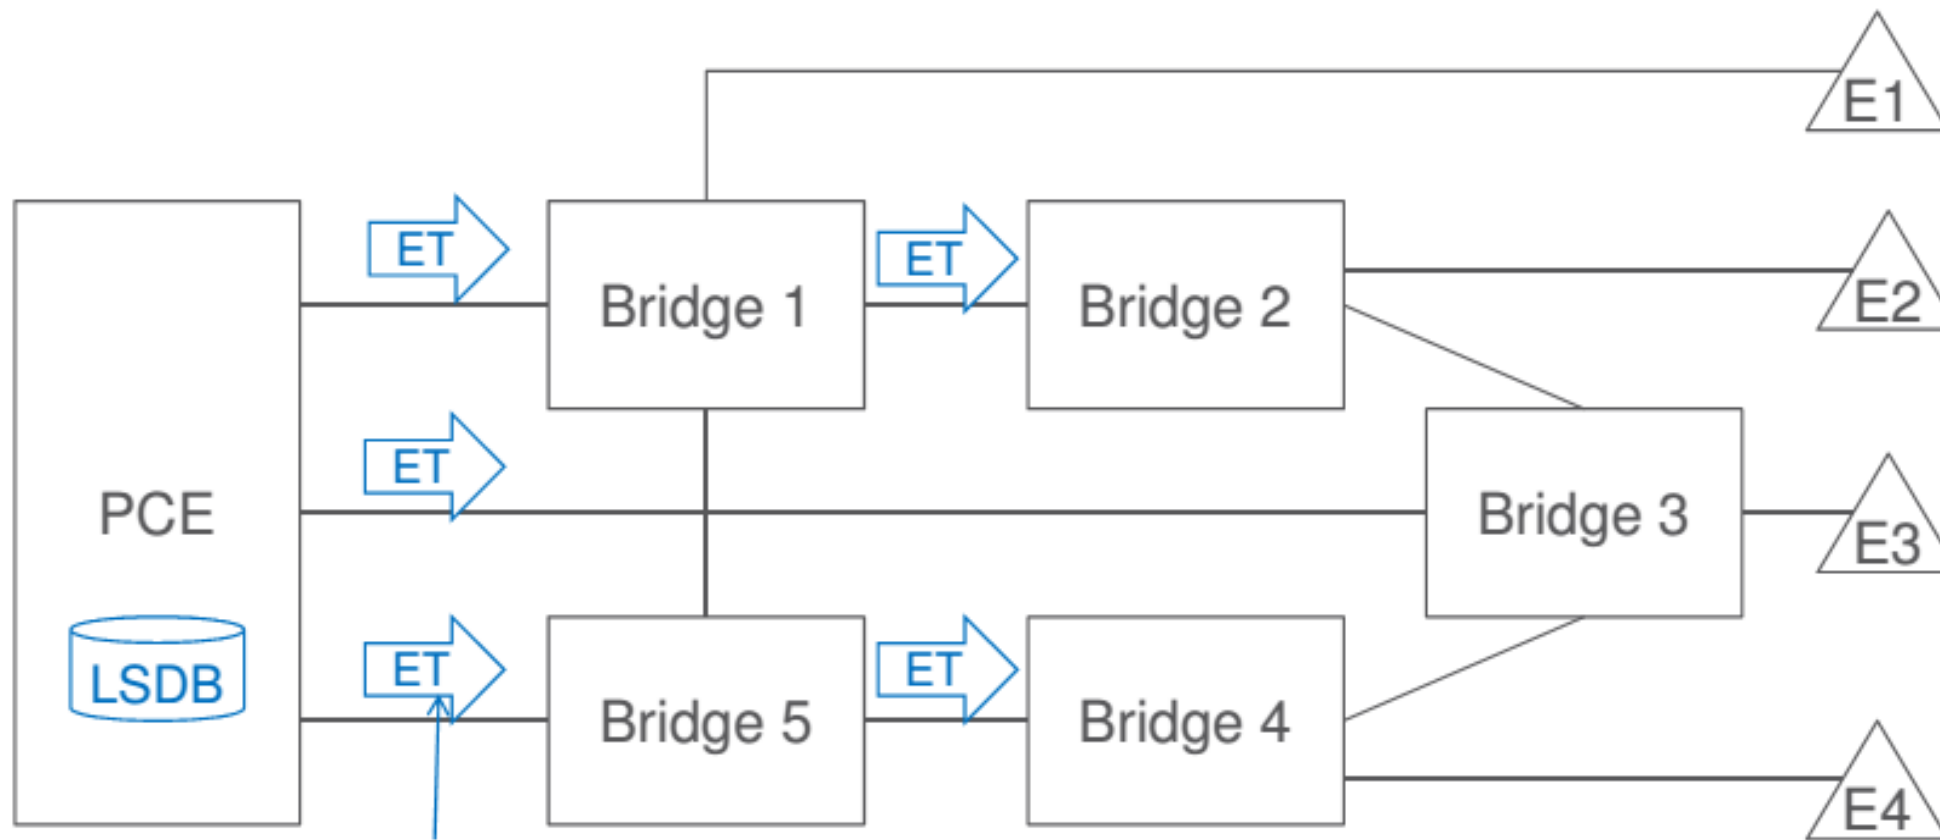 E1
ET
ET
Bridge 1
Bridge 2
E2
ET
PCE
Bridge 3
E3
LSDB
ET
ET
Bridge 5
Bridge 4
E4